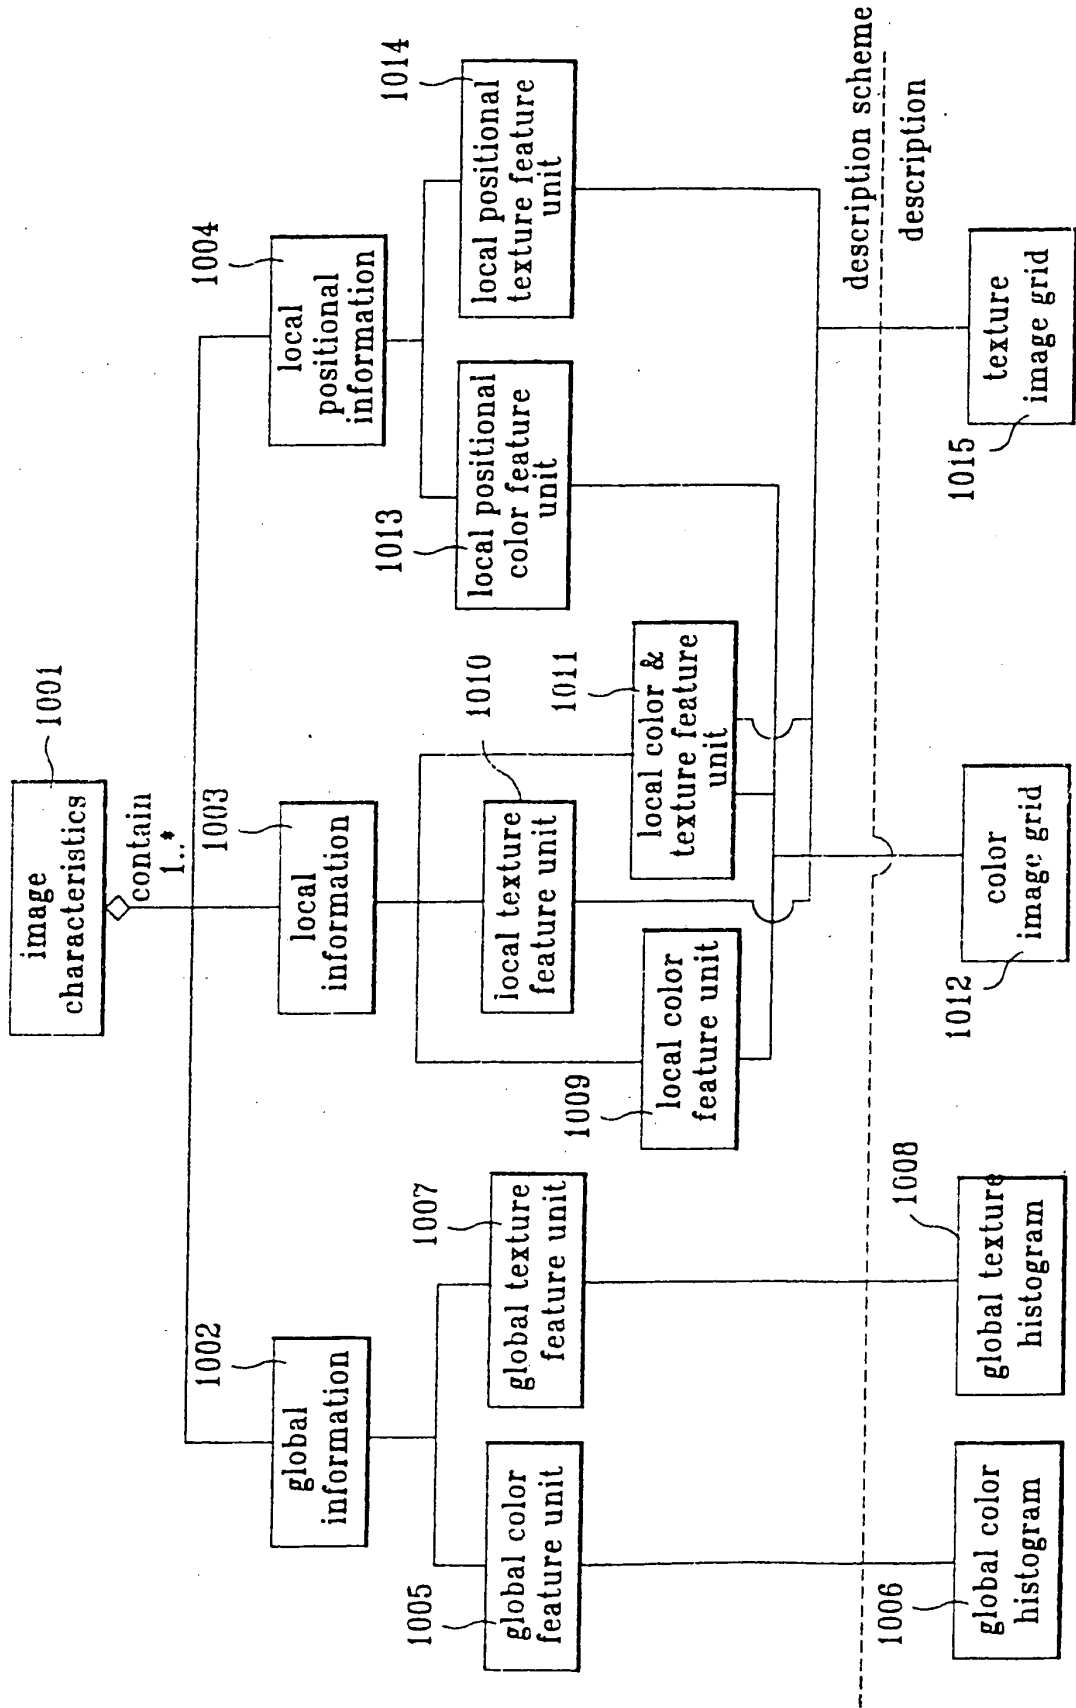 image
characteristics
1001
contain
1..*
global
information
1002
local
information
1003
local
positional
information
1004
global color
feature unit
1005
global texture
feature unit
1007
local color
feature unit
1009
local texture
feature unit
1010
local color &
texture feature
unit
1011
local positional
color feature
unit
1013
local positional
texture feature
unit
1014
description scheme
description
global color
histogram
1006
global texture
histogram
1008
color
image grid
1012
texture
image grid
1015